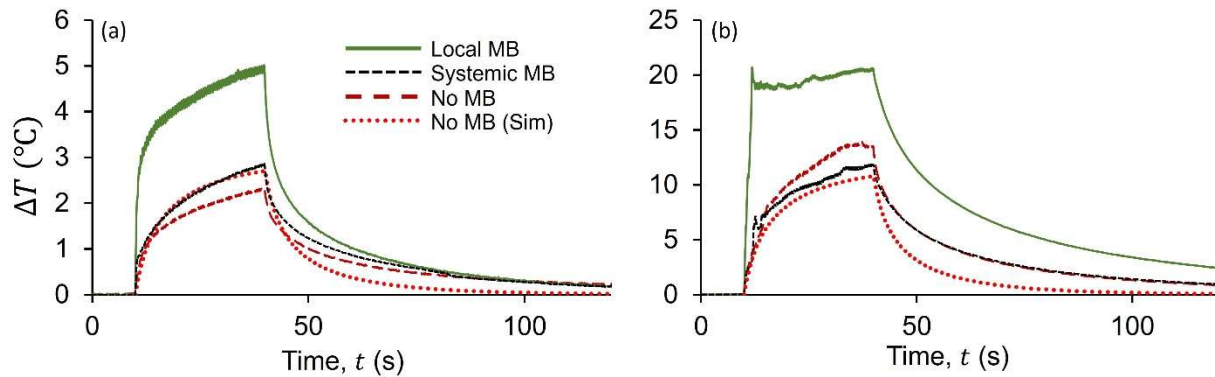 (a)
6
5
4
3
2
1
0
ΔT (°C)
Local MB
Systemic MB
No MB
No MB (Sim)
0
50
100
Time, t (s)
(b)
25
20
15
10
5
0
0
50
100
Time, t (s)